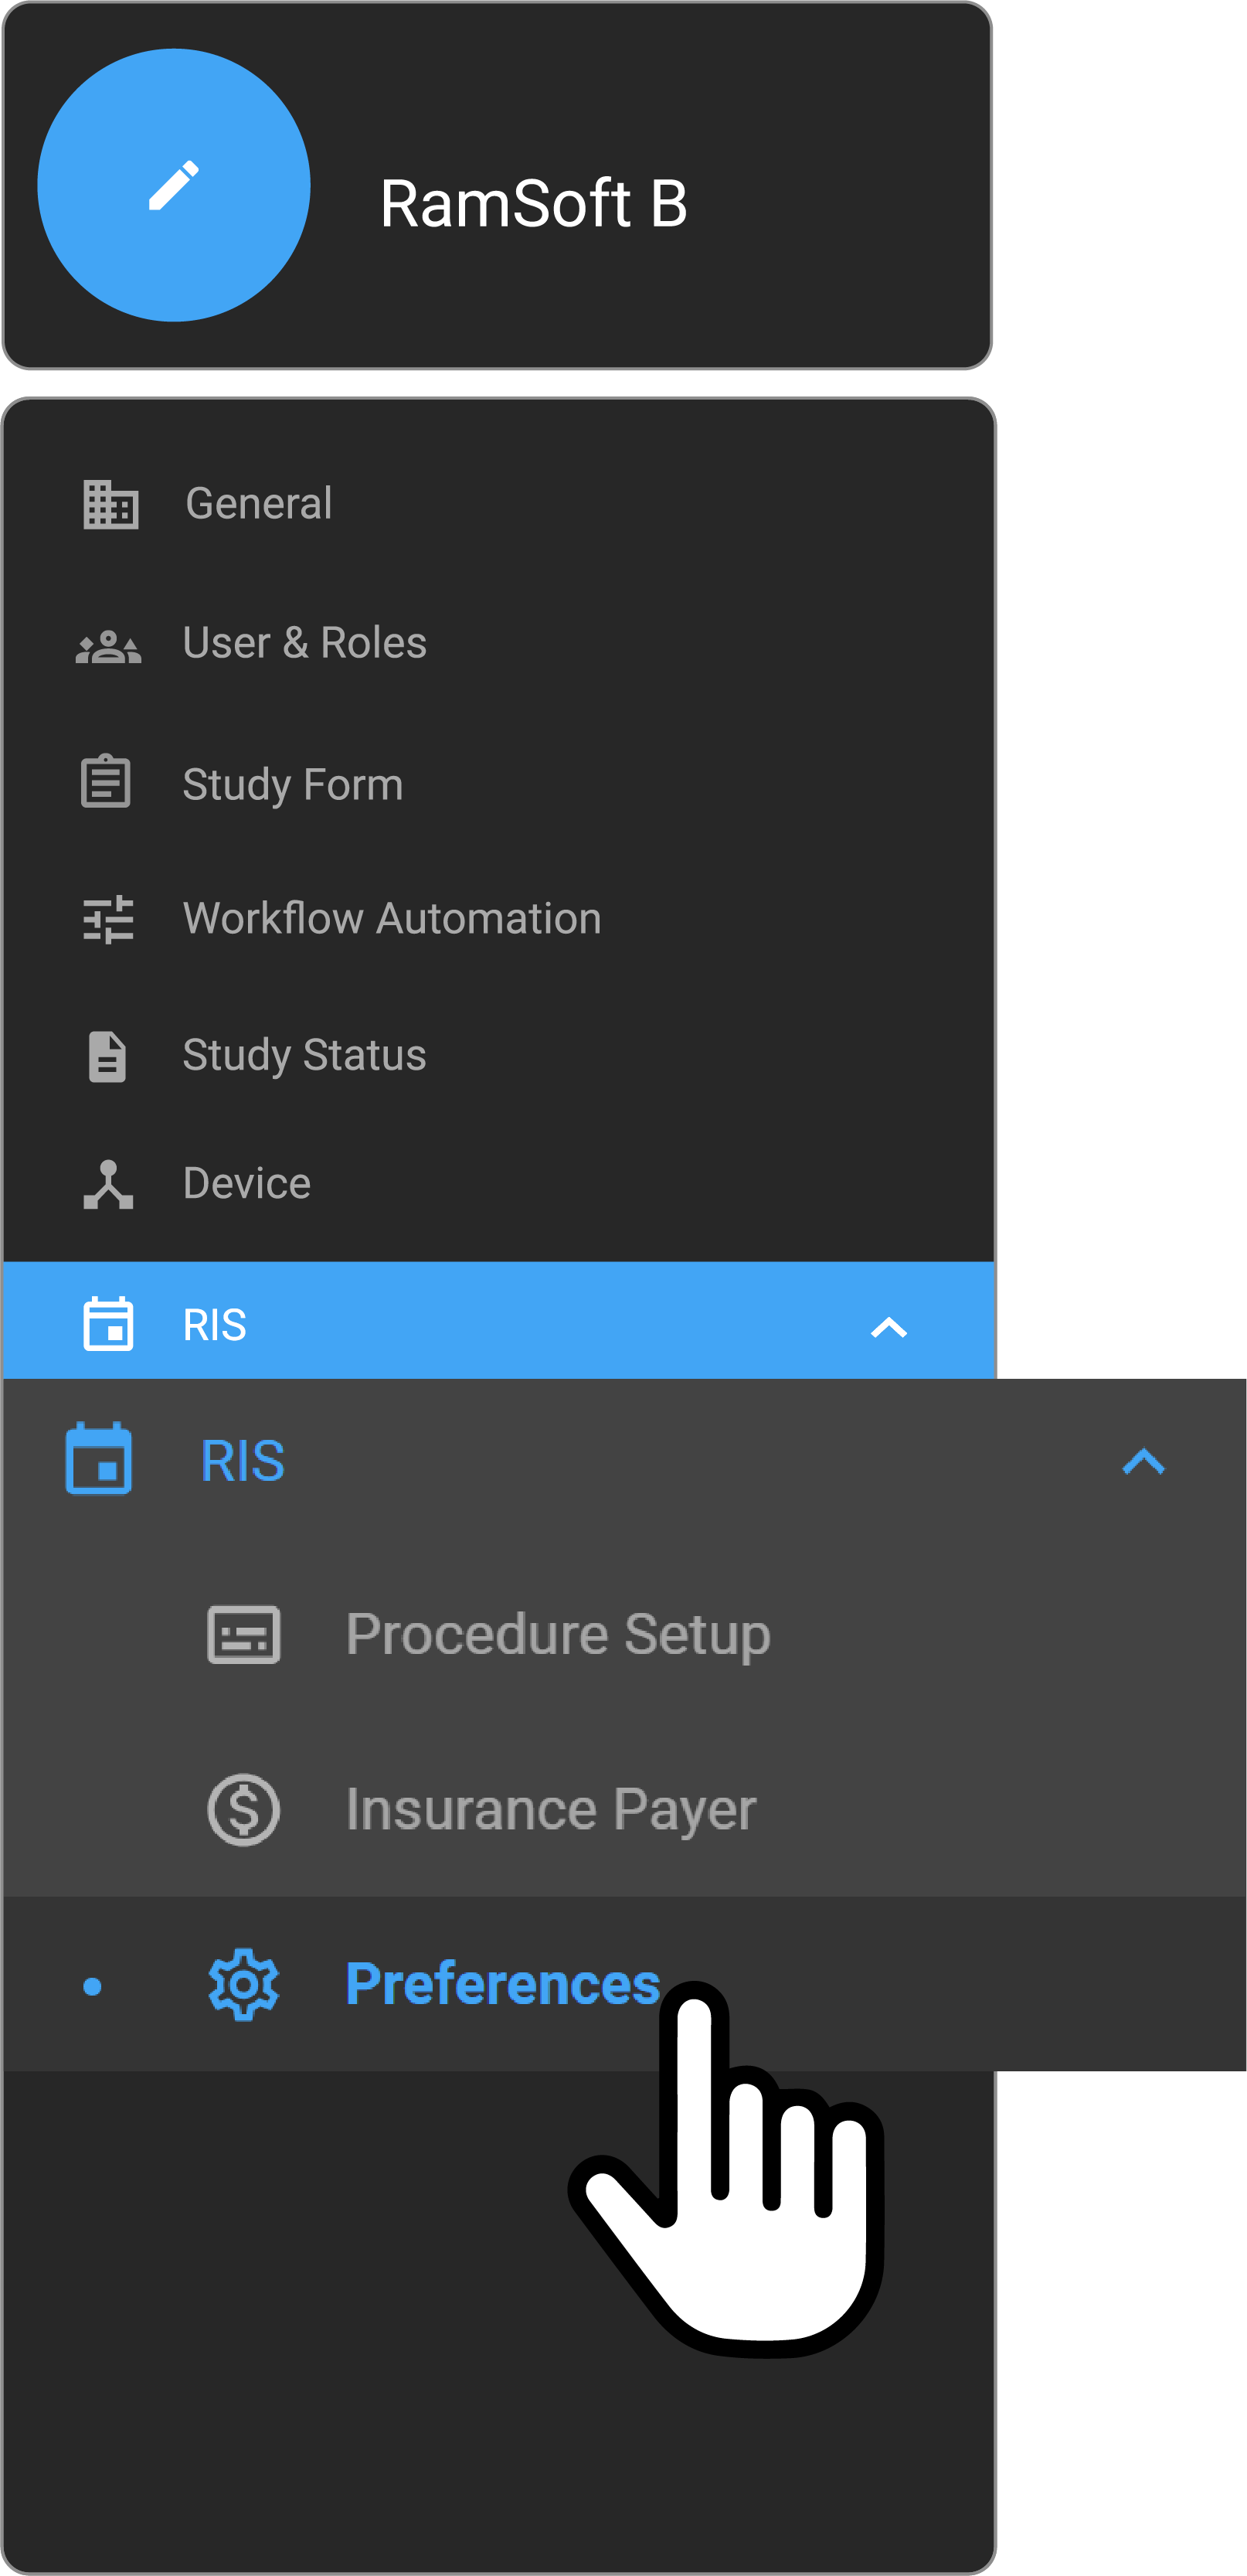 RamSoft B
General
User & Roles
Study Form
Workflow Automation
Study Status
Device
RIS
RIS
Procedure Setup
Insurance Payer
Preferences